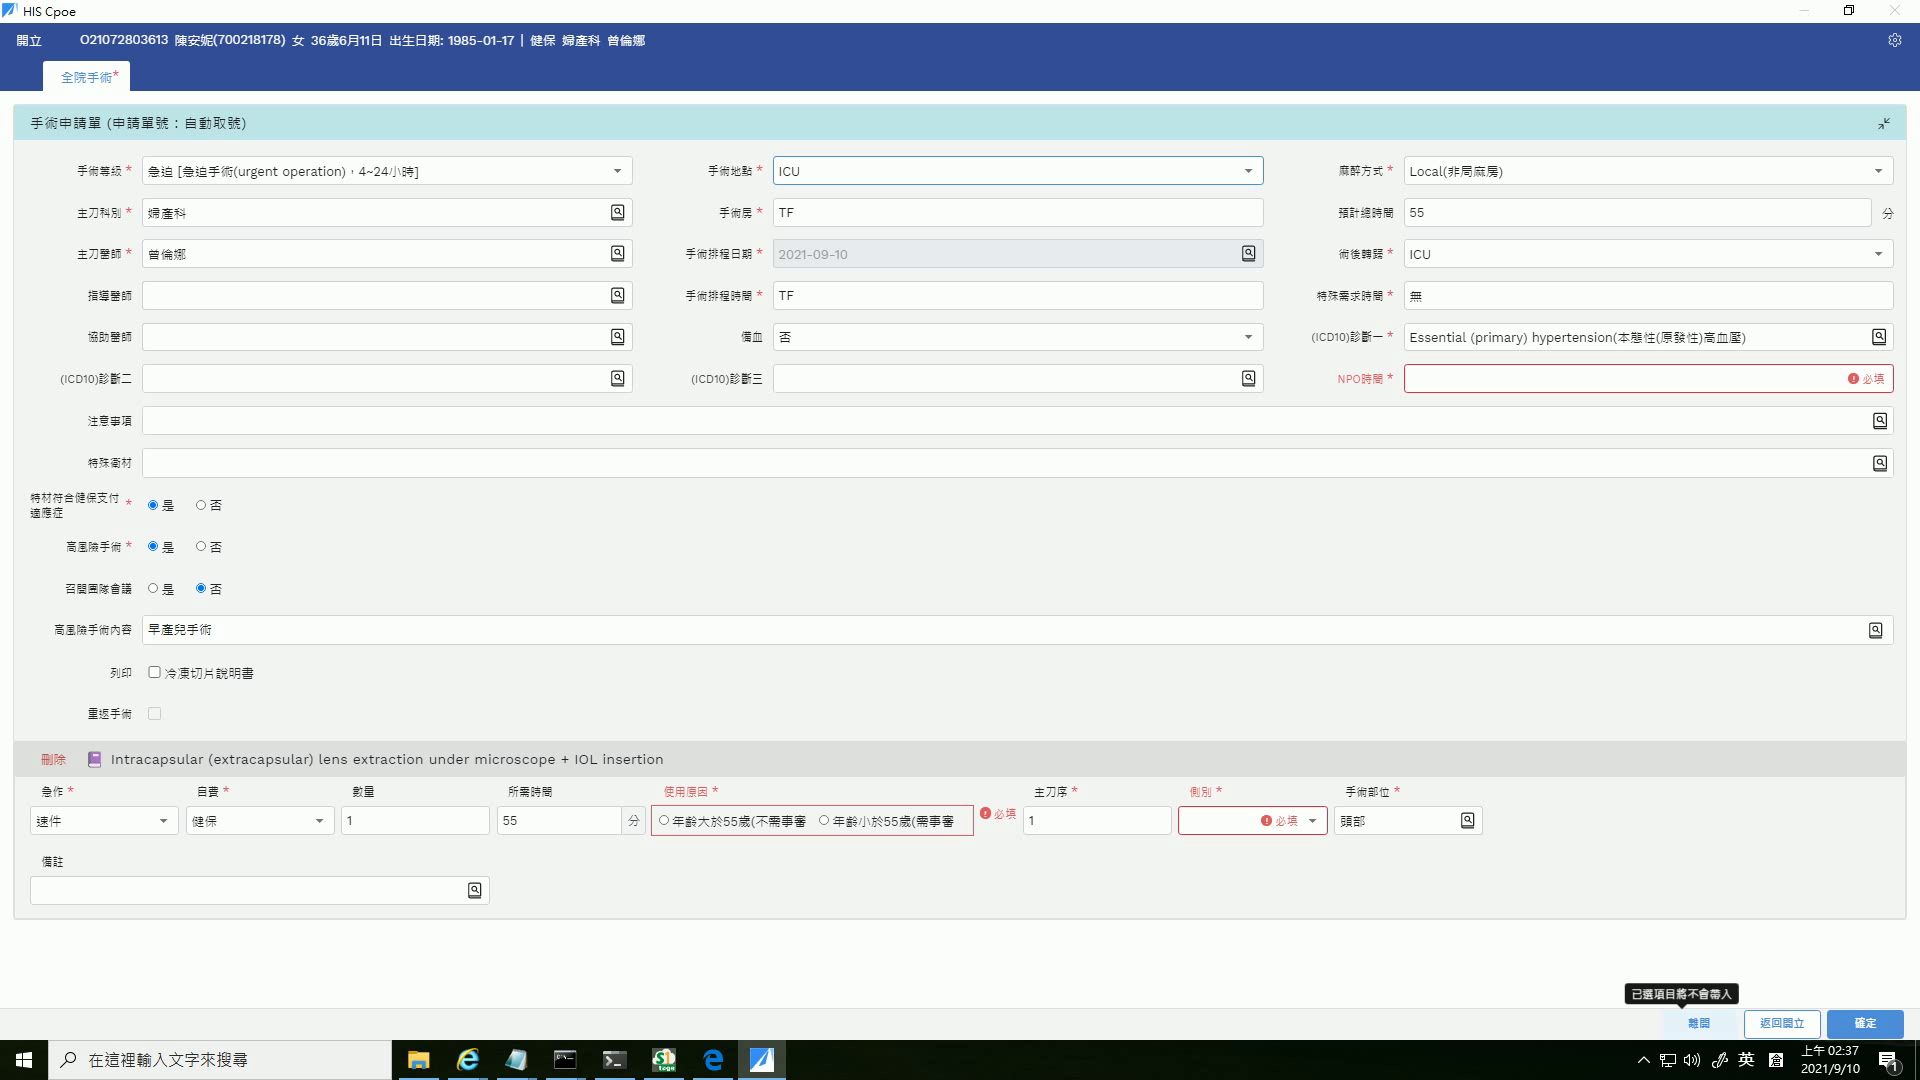 HIS Cpoe
開立 O21072803613 陳安妮(700218178) 女 36歲6月11日 出生日期: 1985-01-17 | 健保 婦產科 曾倫娜
全院手術*
手術申請單 (申請單號：自動取號)
手術等級 * 急迫 [急迫手術(urgent operation)，4~24小時] 手術地點 * ICU 麻醉方式 * Local(非局麻房)
主刀科別 * 婦產科 手術房 * TF 預計總時間 55 分
主刀醫師 * 曾倫娜 手術排程日期 * 2021-09-10 術後轉歸 * ICU
指導醫師 手術排程時間 * TF 特殊需求時間 * 無
協助醫師 備血 否 (ICD10)診斷一 * Essential (primary) hypertension(本態性(原發性)高血壓)
(ICD10)診斷二 (ICD10)診斷三 NPO時間 * 必填
注意事項
特殊衛材
特材符合健保支付適應症 * 是 否
高風險手術 * 是 否
召開團隊會議 是 否
高風險手術內容 早產兒手術
列印 冷凍切片說明書
重返手術
刪除 Intracapsular (extracapsular) lens extraction under microscope + IOL insertion
急作 * 自費 * 數量 所需時間 使用原因 * 主刀序 * 側別 * 手術部位 *
速件 健保 1 55 分 年齡大於55歲(不需事審 年齡小於55歲(需事審 必填 1 必填 頭部
備註
已選項目將不會帶入
離開 返回開立 確定
在這裡輸入文字來搜尋
英
上午 02:37
2021/9/10
1